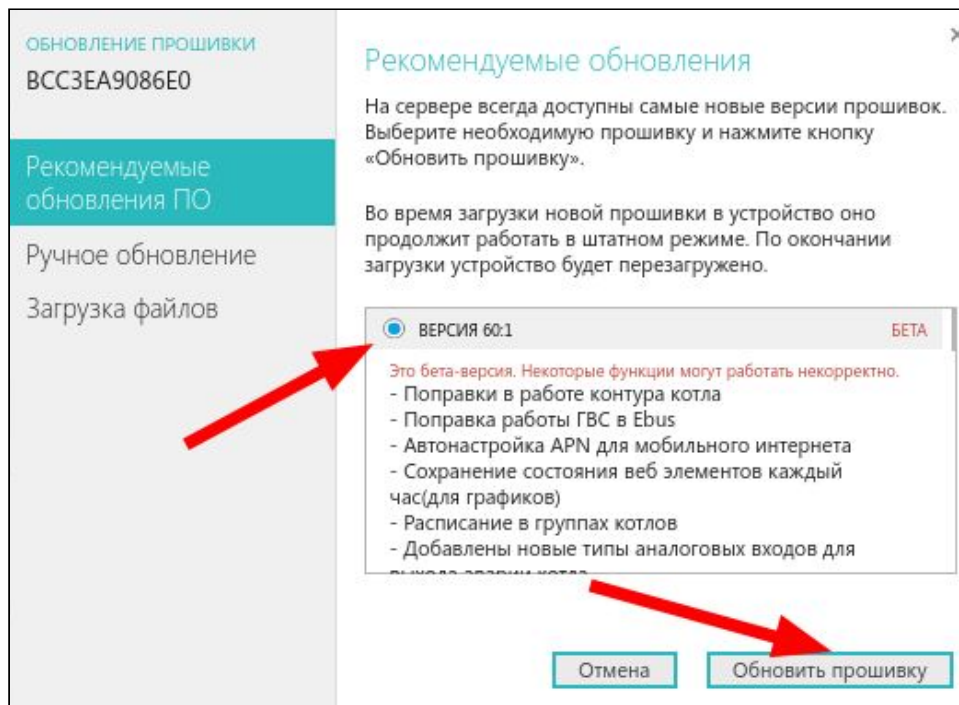 ОБНОВЛЕНИЕ ПРОШИВКИ
BCC3EA9086E0
Рекомендуемые
обновления ПО
Ручное обновление
Загрузка файлов
Рекомендуемые обновления
На сервере всегда доступны самые новые версии прошивок.
Выберите необходимую прошивку и нажмите кнопку
«Обновить прошивку».
Во время загрузки новой прошивки в устройство оно
продолжит работать в штатном режиме. По окончании
загрузки устройство будет перезагружено.
ВЕРСИЯ 60:1 БЕТА
Это бета-версия. Некоторые функции могут работать некорректно.
- Поправки в работе контура котла
- Поправка работы ГВС в Ebus
- Автонастройка APN для мобильного интернета
- Сохранение состояния веб элементов каждый
час(для графиков)
- Расписание в группах котлов
- Добавлены новые типы аналоговых входов для
выхода аварии котла
Отмена
Обновить прошивку